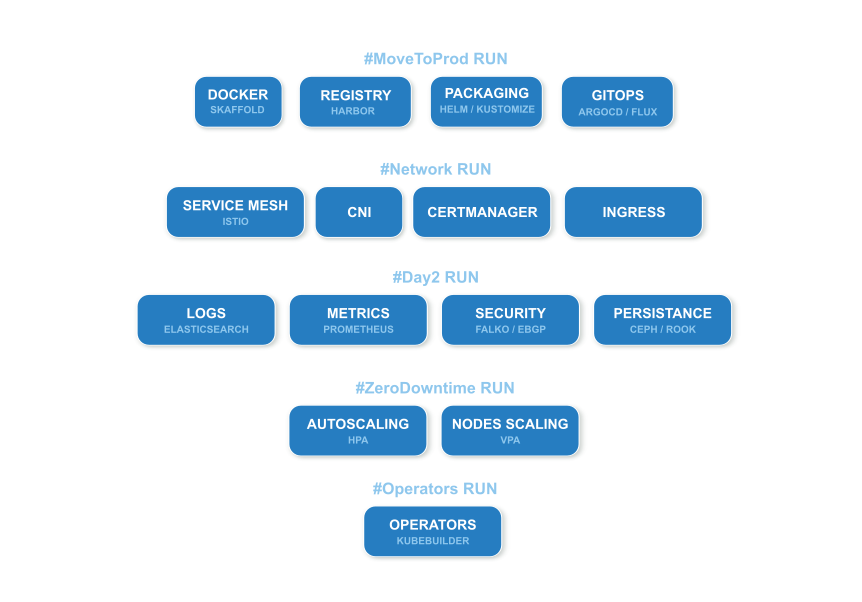 #MoveToProd RUN
DOCKER
SKAFFOLD
REGISTRY
HARBOR
PACKAGING
HELM / KUSTOMIZE
GITOPS
ARGOCD / FLUX
#Network RUN
SERVICE MESH
ISTIO
CNI
CERTMANAGER
INGRESS
#Day2 RUN
LOGS
ELASTICSEARCH
METRICS
PROMETHEUS
SECURITY
FALKO / EBGP
PERSISTANCE
CEPH / ROOK
#ZeroDowntime RUN
AUTOSCALING
HPA
NODES SCALING
VPA
#Operators RUN
OPERATORS
KUBEBUILDER